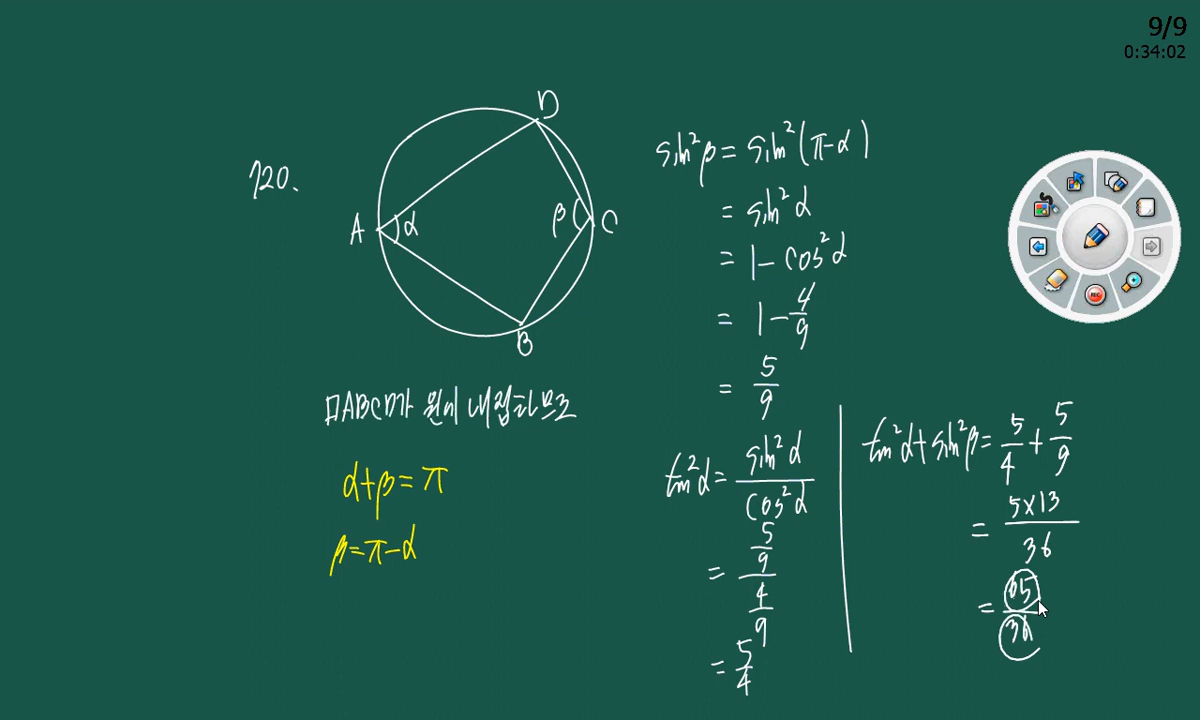 9/9
0:34:02
120.
D
A
α
β
C
B
sin²β = sin²(π-α)
= sin²α
= 1 - cos²α
= 1 - 4/9
= 5/9
□ABCD가 원에 내접하므로
α+β = π
β = π-α
tan²α = sin²α / cos²α
= (5/9) / (4/9)
= 5/4
tan²α + sin²β = 5/4 + 5/9
= 5×13 / 36
= 65 / 36
REC